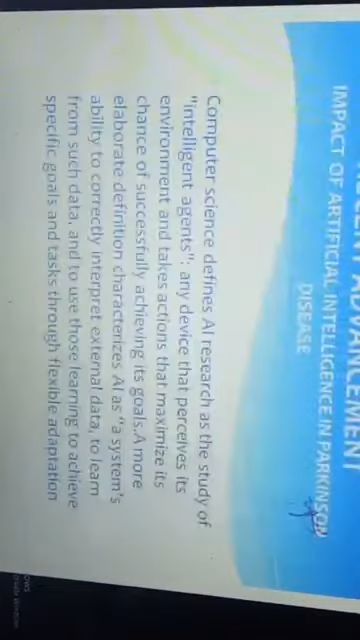 ADVANCEMENT
IMPACT OF ARTIFICIAL INTELLIGENCE IN PARKINSON
DISEASE
Computer science defines AI research as the study of
"intelligent agents": any device that perceives its
environment and takes actions that maximize its
chance of successfully achieving its goals.A more
elaborate definition characterizes AI as "a system's
ability to correctly interpret external data, to learn
from such data, and to use those learning to achieve
specific goals and tasks through flexible adaptation